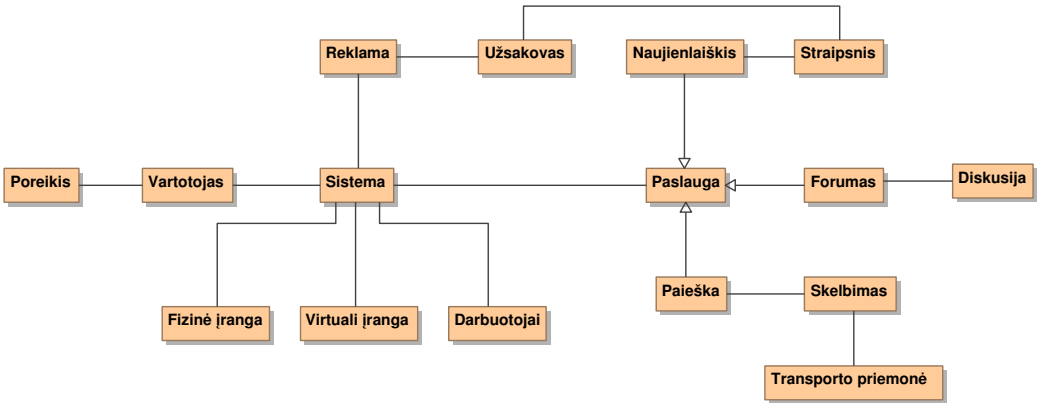 Reklama
Užsakovas
Naujienlaiškis
Straipsnis
Poreikis
Vartotojas
Sistema
Paslauga
Forumas
Diskusija
Paieška
Skelbimas
Fizinė įranga
Virtuali įranga
Darbuotojai
Transporto priemonė